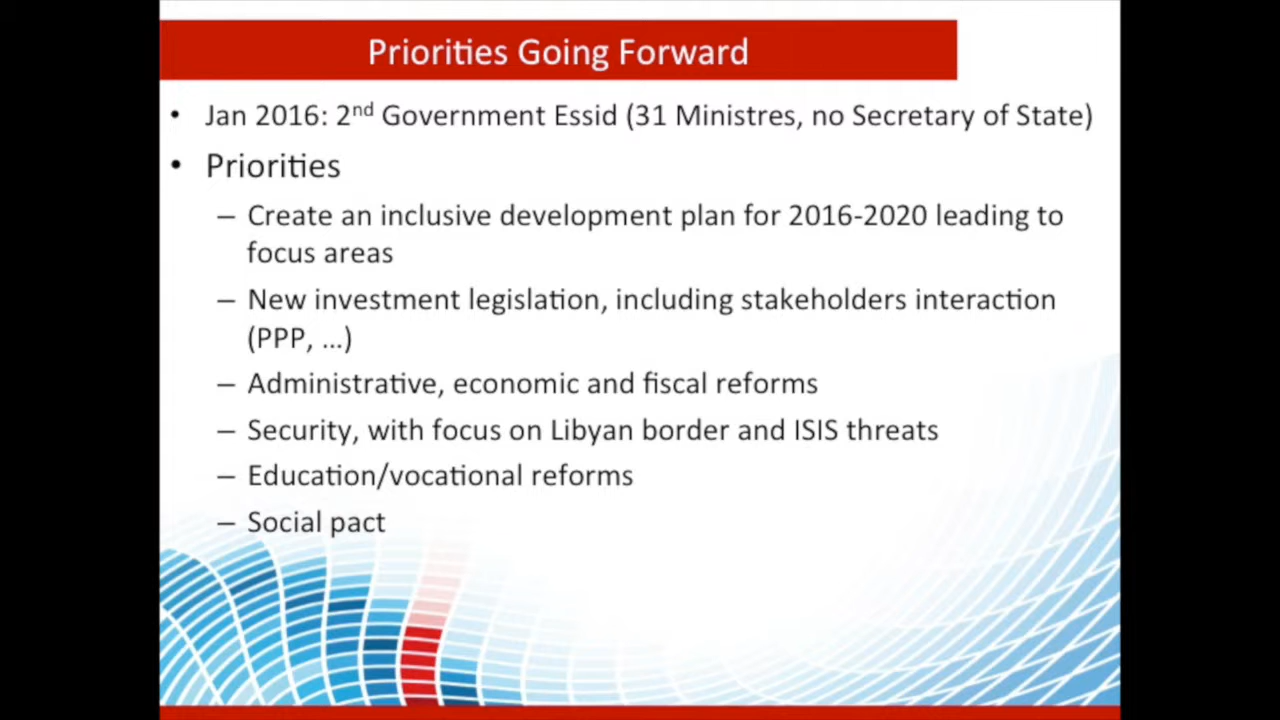 Priorities Going Forward
• Jan 2016: 2nd Government Essid (31 Ministres, no Secretary of State)
• Priorities
– Create an inclusive development plan for 2016-2020 leading to
focus areas
– New investment legislation, including stakeholders interaction
(PPP, ...)
– Administrative, economic and fiscal reforms
– Security, with focus on Libyan border and ISIS threats
– Education/vocational reforms
– Social pact